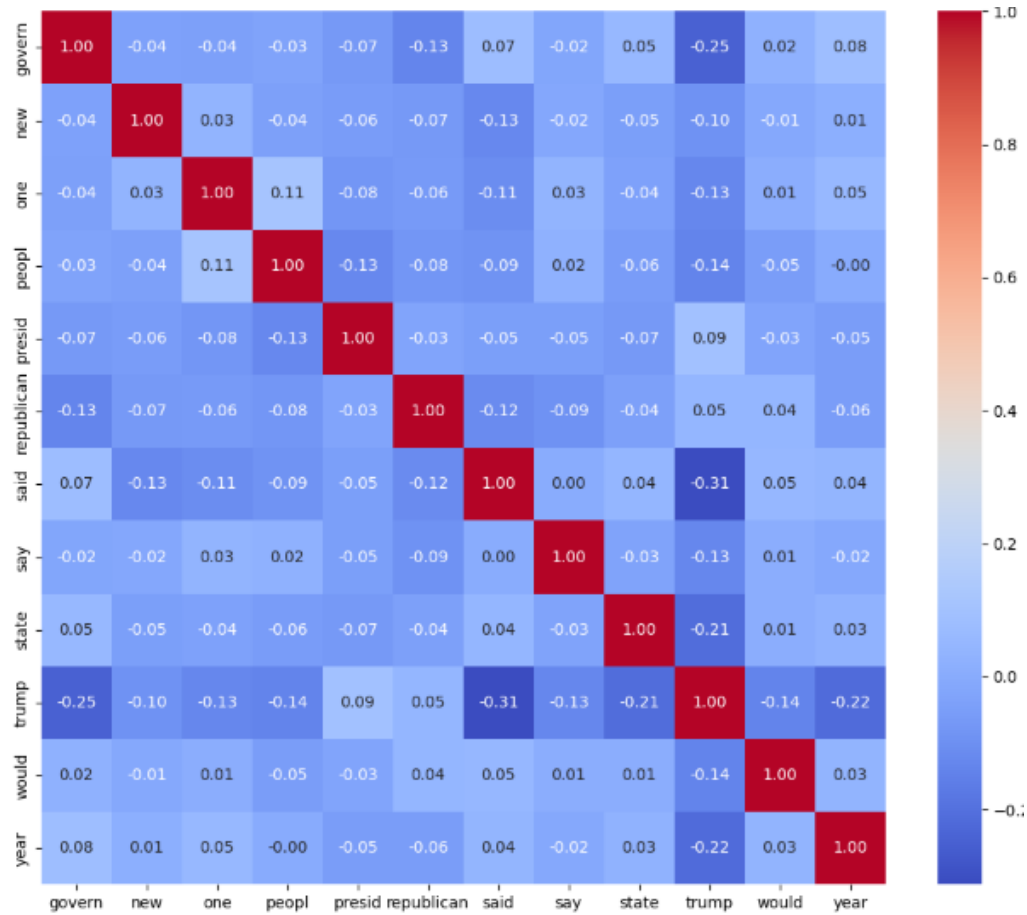 1.0
govern 1.00 -0.04 -0.04 -0.03 -0.07 -0.13 0.07 -0.02 0.05 -0.25 0.02 0.08
new -0.04 1.00 0.03 -0.04 -0.06 -0.07 -0.13 -0.02 -0.05 -0.10 -0.01 0.01
0.8
one -0.04 0.03 1.00 0.11 -0.08 -0.06 -0.11 0.03 -0.04 -0.13 0.01 0.05
peopl -0.03 -0.04 0.11 1.00 -0.13 -0.08 -0.09 0.02 -0.06 -0.14 -0.05 -0.00
0.6
presid -0.07 -0.06 -0.08 -0.13 1.00 -0.03 -0.05 -0.05 -0.07 0.09 -0.03 -0.05
republican -0.13 -0.07 -0.06 -0.08 -0.03 1.00 -0.12 -0.09 -0.04 0.05 0.04 -0.06
0.4
said 0.07 -0.13 -0.11 -0.09 -0.05 -0.12 1.00 0.00 0.04 -0.31 0.05 0.04
0.2
say -0.02 -0.02 0.03 0.02 -0.05 -0.09 0.00 1.00 -0.03 -0.13 0.01 -0.02
state 0.05 -0.05 -0.04 -0.06 -0.07 -0.04 0.04 -0.03 1.00 -0.21 0.01 0.03
0.0
trump -0.25 -0.10 -0.13 -0.14 0.09 0.05 -0.31 -0.13 -0.21 1.00 -0.14 -0.22
would 0.02 -0.01 0.01 -0.05 -0.03 0.04 0.05 0.01 0.01 -0.14 1.00 0.03
-0.2
year 0.08 0.01 0.05 -0.00 -0.05 -0.06 0.04 -0.02 0.03 -0.22 0.03 1.00
govern new one peopl presid republican said say state trump would year